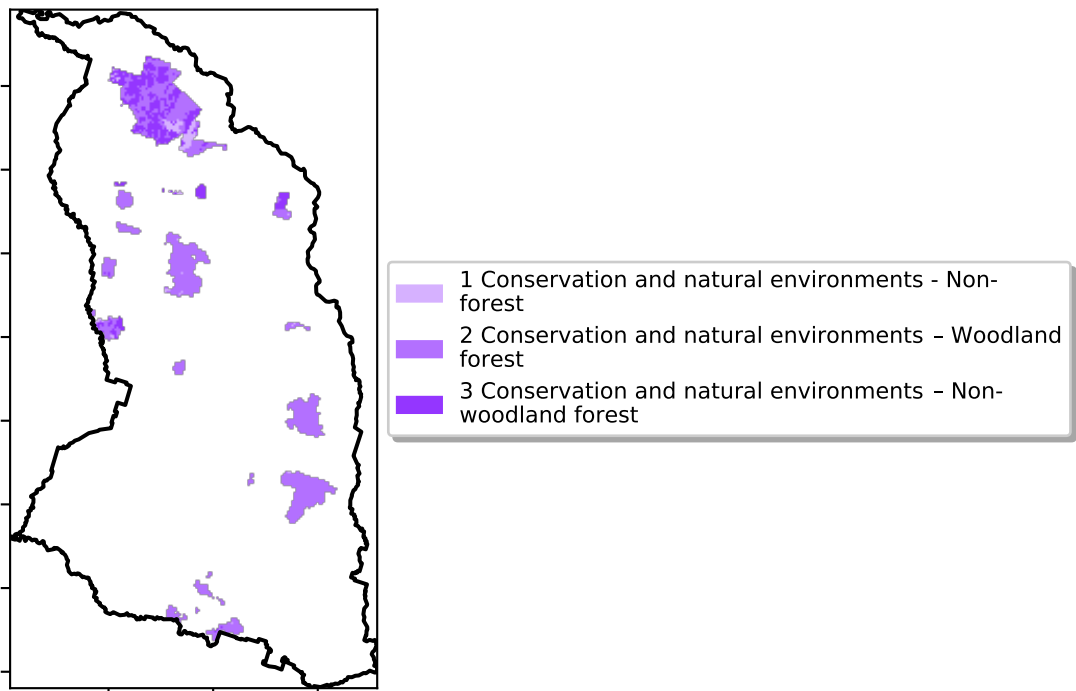 1 Conservation and natural environments - Non-
forest
2 Conservation and natural environments – Woodland
forest
3 Conservation and natural environments – Non-
woodland forest